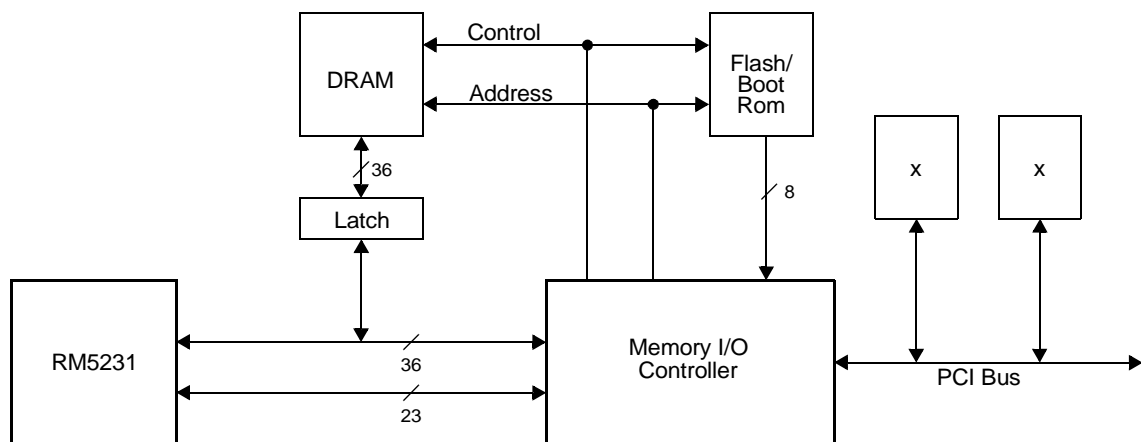 Control
DRAM
Flash/
Boot
Rom
Address
x
x
36
8
Latch
RM5231
36
Memory I/O
Controller
PCI Bus
23